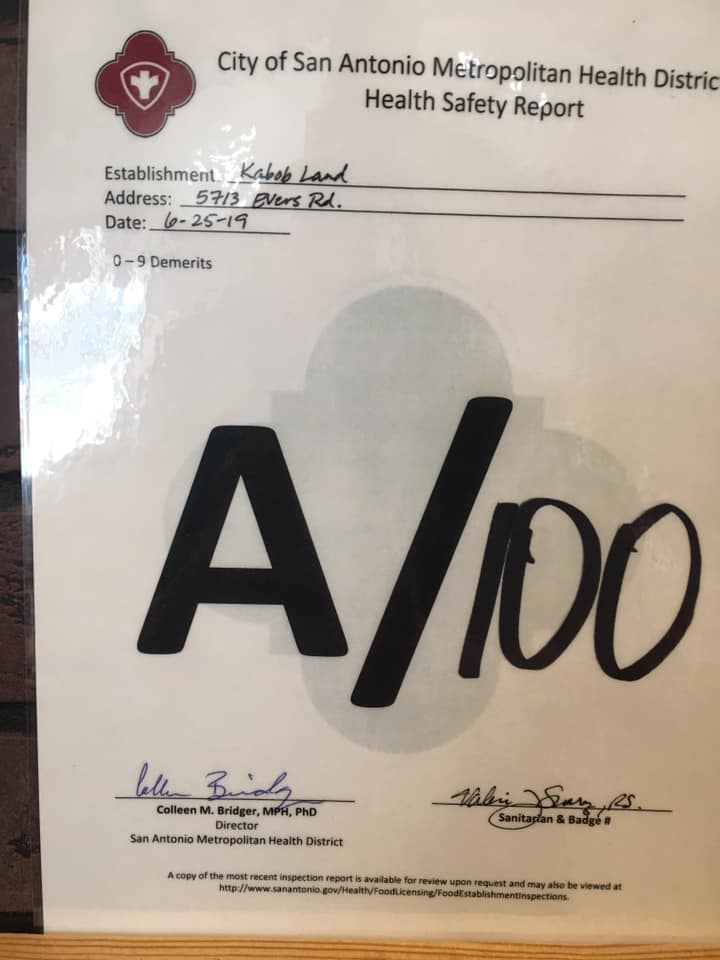 City of San Antonio Metropolitan Health Distric
Health Safety Report
Establishment Kabob Land
Address: 5713 Evers Rd.
Date: 6-25-19
0 – 9 Demerits
A/100
Colleen M. Bridger, MPH, PhD
Director
San Antonio Metropolitan Health District
RS.
Sanitarian & Badge #
A copy of the most recent inspection report is available for review upon request and may also be viewed at
http://www.sanantonio.gov/Health/FoodLicensing/FoodEstablishmentInspections.